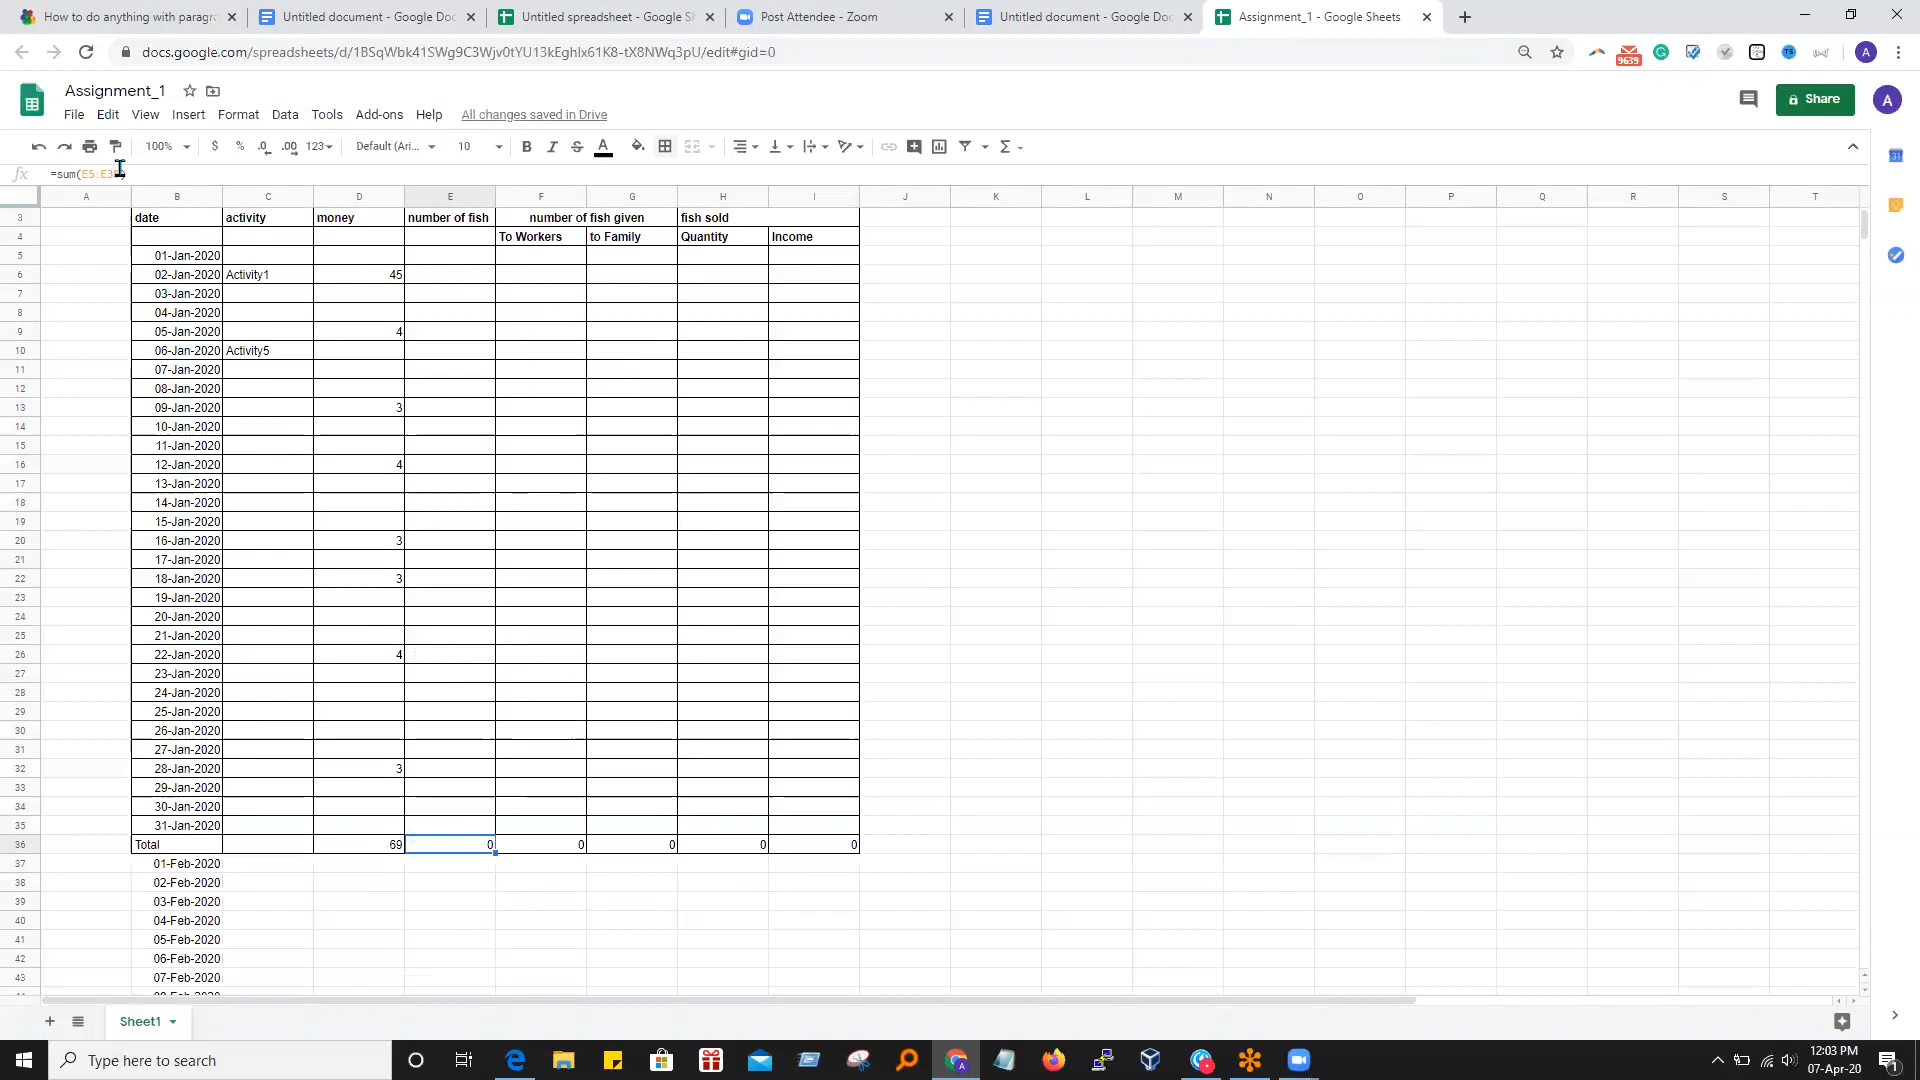 How to do anything with paragr
Untitled document - Google Doc
Untitled spreadsheet - Google S
Post Attendee - Zoom
Untitled document - Google Doc
Assignment_1 - Google Sheets
docs.google.com/spreadsheets/d/1BSqWbk41SWg9C3Wjv0tYU13kEghlx61K8-tX8NWq3pU/edit#gid=0
9639
A
Assignment_1
File Edit View Insert Format Data Tools Add-ons Help All changes saved in Drive
Share
A
100% $ % .0 .00 123 Default (Ari... 10 B I S A Σ
31
fx =sum(E5:E3
A B C D E F G H I J K L M N O P Q R S T
3 date activity money number of fish number of fish given fish sold
4 To Workers to Family Quantity Income
5 01-Jan-2020
6 02-Jan-2020 Activity1 45
7 03-Jan-2020
8 04-Jan-2020
9 05-Jan-2020 4
10 06-Jan-2020 Activity5
11 07-Jan-2020
12 08-Jan-2020
13 09-Jan-2020 3
14 10-Jan-2020
15 11-Jan-2020
16 12-Jan-2020 4
17 13-Jan-2020
18 14-Jan-2020
19 15-Jan-2020
20 16-Jan-2020 3
21 17-Jan-2020
22 18-Jan-2020 3
23 19-Jan-2020
24 20-Jan-2020
25 21-Jan-2020
26 22-Jan-2020 4
27 23-Jan-2020
28 24-Jan-2020
29 25-Jan-2020
30 26-Jan-2020
31 27-Jan-2020
32 28-Jan-2020 3
33 29-Jan-2020
34 30-Jan-2020
35 31-Jan-2020
36 Total 69 0 0 0 0 0
37 01-Feb-2020
38 02-Feb-2020
39 03-Feb-2020
40 04-Feb-2020
41 05-Feb-2020
42 06-Feb-2020
43 07-Feb-2020
Sheet1
Type here to search
12:03 PM
07-Apr-20
1